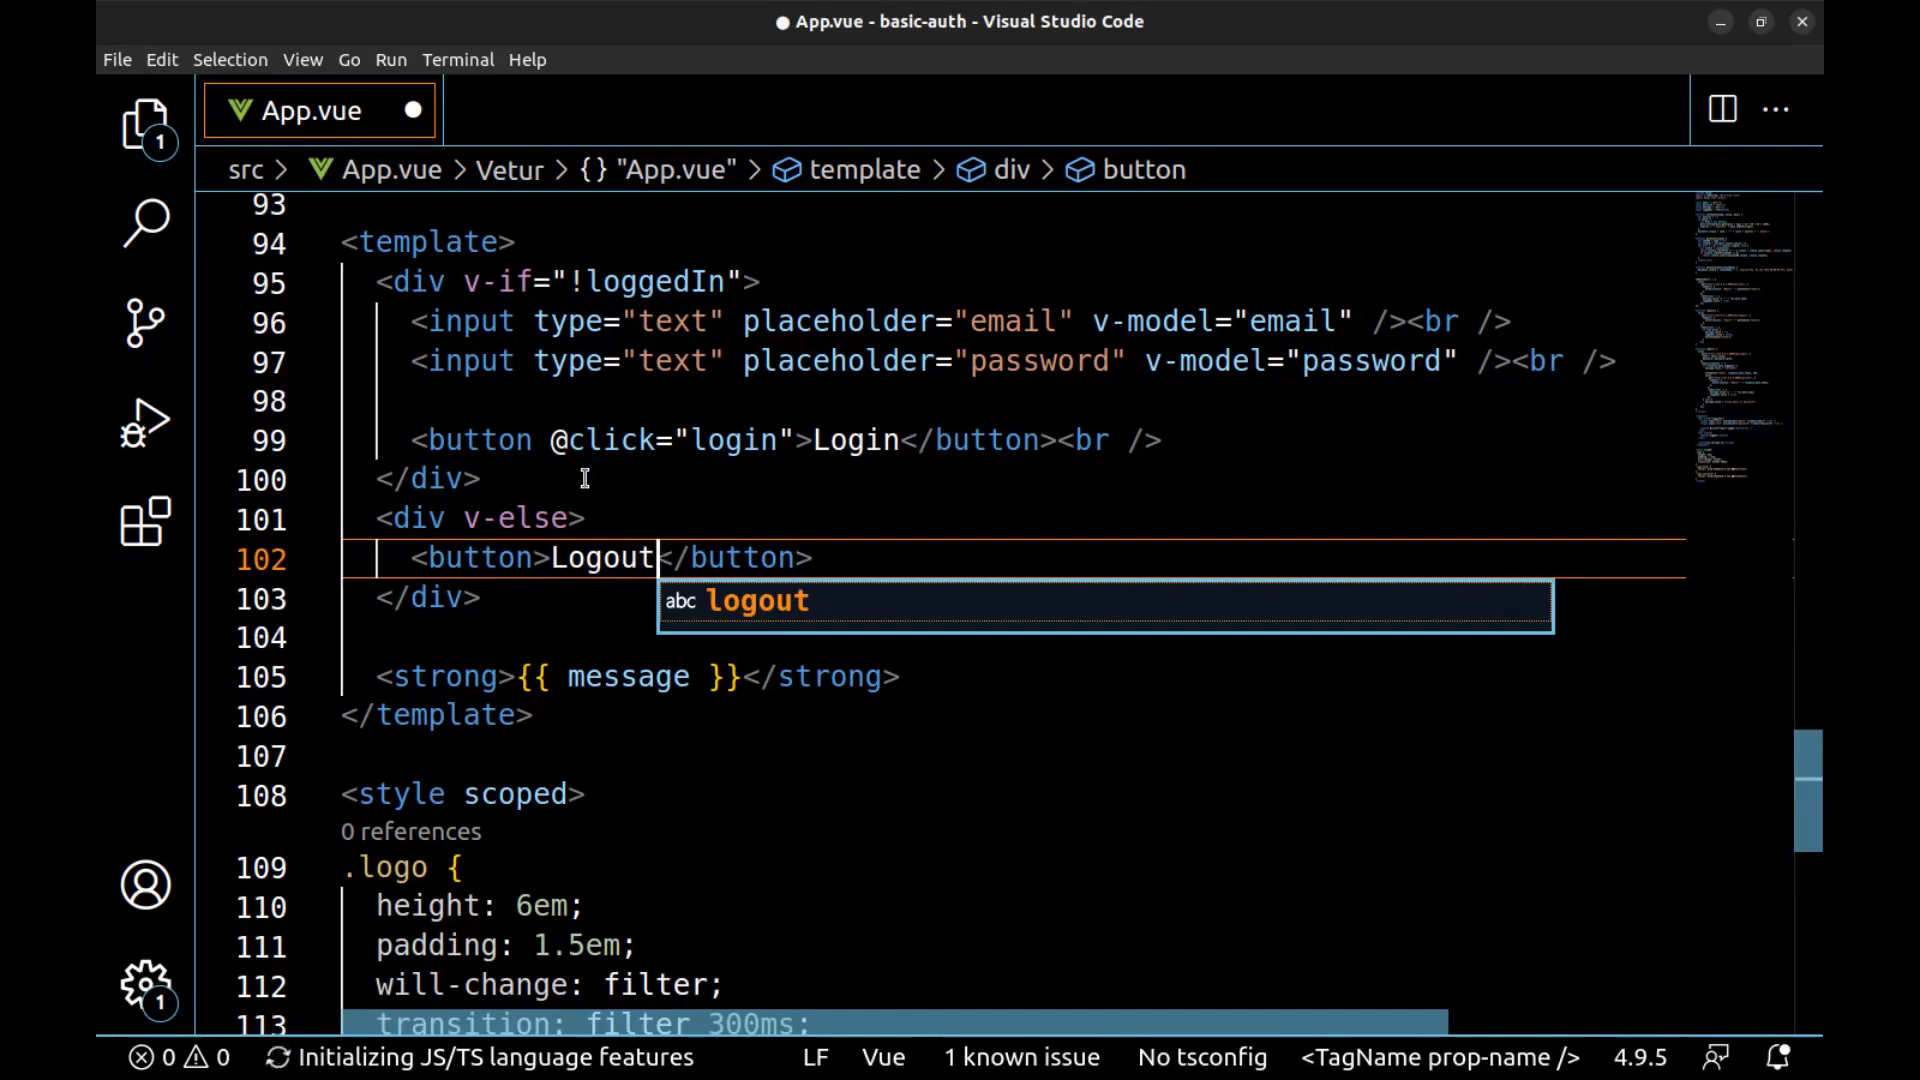 ● App.vue - basic-auth - Visual Studio Code
File Edit Selection View Go Run Terminal Help
App.vue
1
src > App.vue > Vetur > {} "App.vue" > template > div > button
93
94 <template>
95 <div v-if="!loggedIn">
96 <input type="text" placeholder="email" v-model="email" /><br />
97 <input type="text" placeholder="password" v-model="password" /><br />
98
99 <button @click="login">Login</button><br />
100 </div>
101 <div v-else>
102 <button>Logout</button>
abc logout
103 </div>
104
105 <strong>{{ message }}</strong>
106 </template>
107
108 <style scoped>
0 references
109 .logo {
110 height: 6em;
111 padding: 1.5em;
112 will-change: filter;
1
113 transition: filter 300ms;
0 0 Initializing JS/TS language features LF Vue 1 known issue No tsconfig <TagName prop-name /> 4.9.5